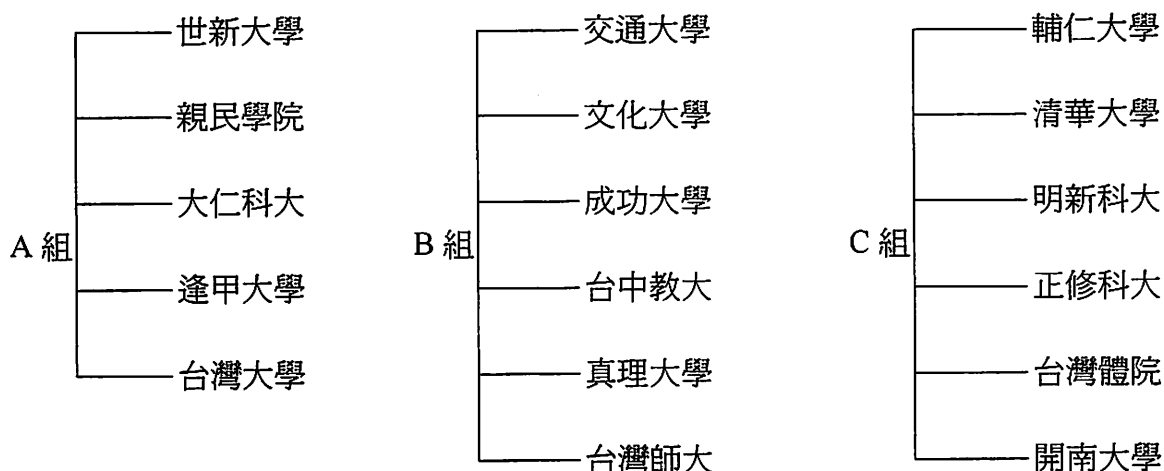 A組
世新大學
親民學院
大仁科大
逢甲大學
台灣大學
B組
交通大學
文化大學
成功大學
台中教大
真理大學
台灣師大
C組
輔仁大學
清華大學
明新科大
正修科大
台灣體院
開南大學